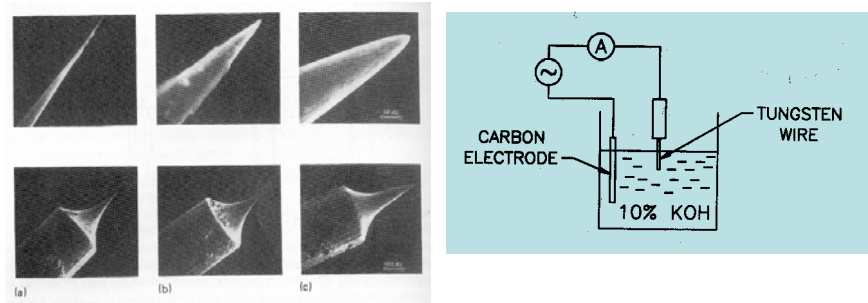 (a)
(b)
(c)
A
CARBON
ELECTRODE
TUNGSTEN
WIRE
10% KOH